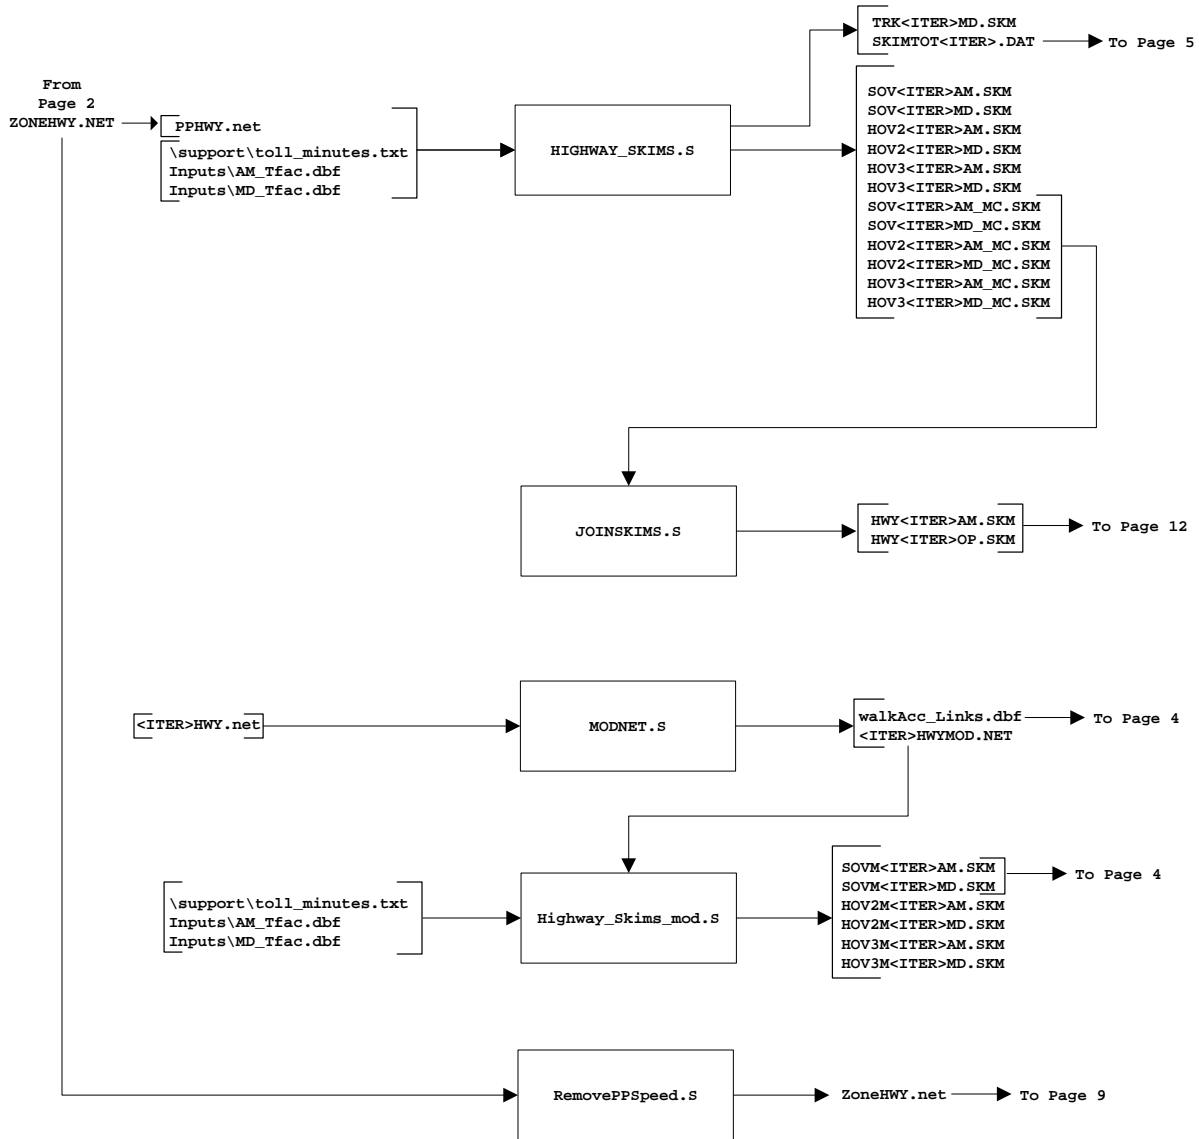 TRK<ITER>MD.SKM
SKIMTOT<ITER>.DAT
To Page 5
From
Page 2
ZONEHWY.NET
PPHWY.net
\support\toll_minutes.txt
Inputs\AM_Tfac.dbf
Inputs\MD_Tfac.dbf
HIGHWAY_SKIMS.S
SOV<ITER>AM.SKM
SOV<ITER>MD.SKM
HOV2<ITER>AM.SKM
HOV2<ITER>MD.SKM
HOV3<ITER>AM.SKM
HOV3<ITER>MD.SKM
SOV<ITER>AM_MC.SKM
SOV<ITER>MD_MC.SKM
HOV2<ITER>AM_MC.SKM
HOV2<ITER>MD_MC.SKM
HOV3<ITER>AM_MC.SKM
HOV3<ITER>MD_MC.SKM
JOINSKIMS.S
HWY<ITER>AM.SKM
HWY<ITER>OP.SKM
To Page 12
<ITER>HWY.net
MODNET.S
walkAcc_Links.dbf
<ITER>HWYMOD.NET
To Page 4
\support\toll_minutes.txt
Inputs\AM_Tfac.dbf
Inputs\MD_Tfac.dbf
Highway_Skims_mod.S
SOVM<ITER>AM.SKM
SOVM<ITER>MD.SKM
HOV2M<ITER>AM.SKM
HOV2M<ITER>MD.SKM
HOV3M<ITER>AM.SKM
HOV3M<ITER>MD.SKM
To Page 4
RemovePPSpeed.S
ZoneHWY.net
To Page 9